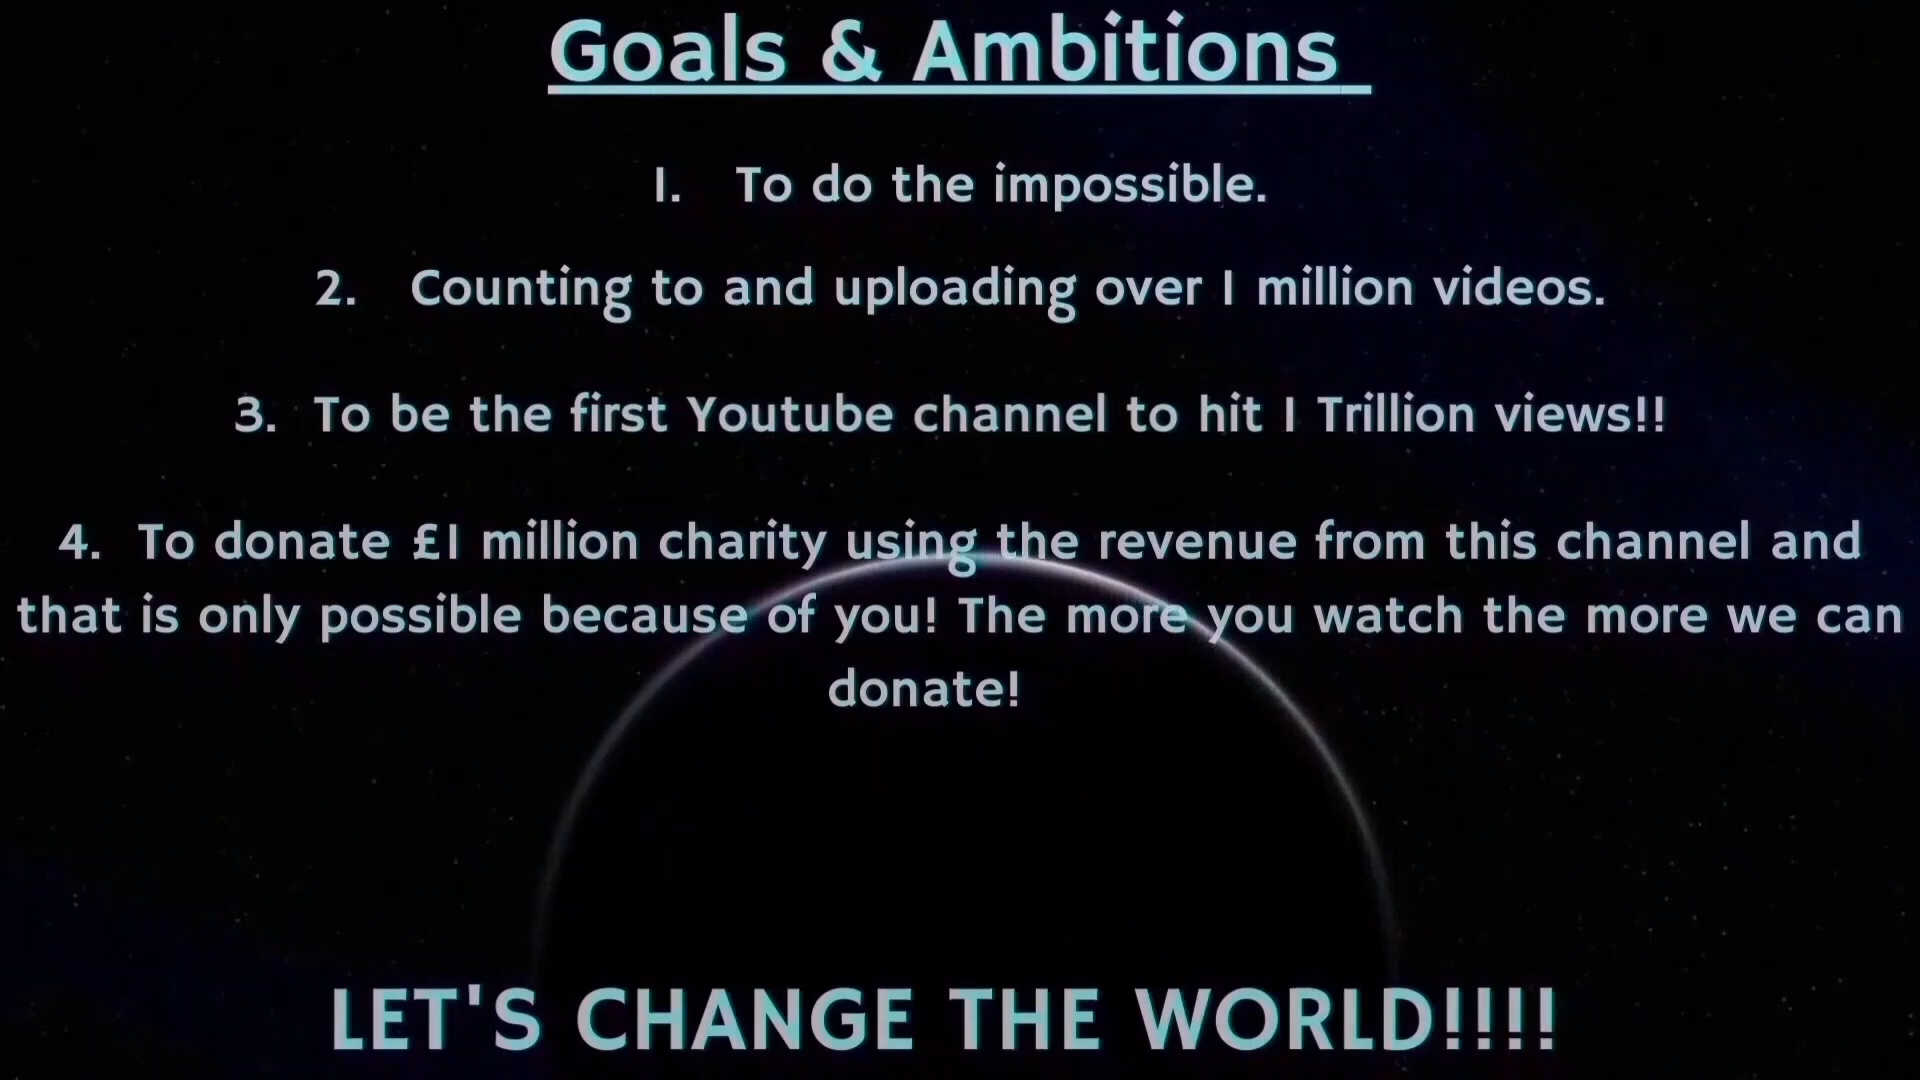 Goals & Ambitions
1. To do the impossible.
2. Counting to and uploading over 1 million videos.
3. To be the first Youtube channel to hit 1 Trillion views!!
4. To donate £1 million charity using the revenue from this channel and
that is only possible because of you! The more you watch the more we can
donate!
LET'S CHANGE THE WORLD!!!!